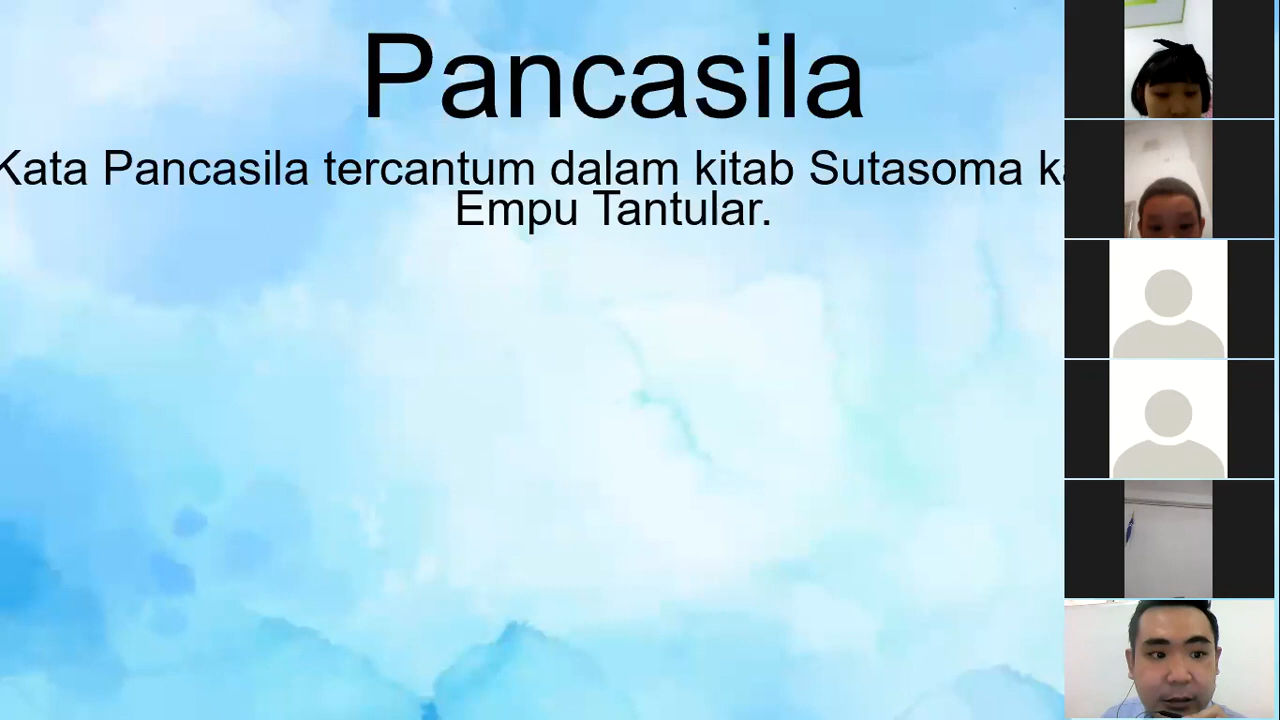 Pancasila
Kata Pancasila tercantum dalam kitab Sutasoma
Empu Tantular.